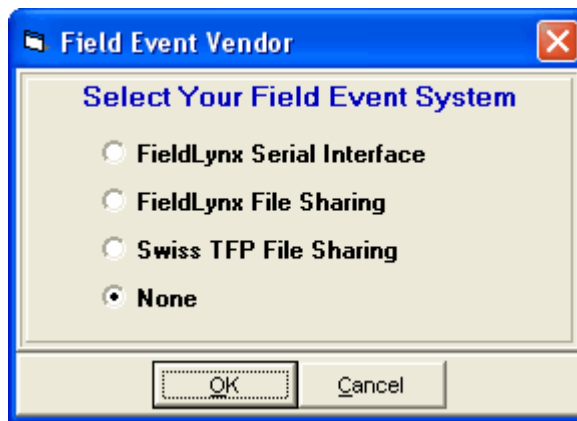 Field Event Vendor
Select Your Field Event System
FieldLynx Serial Interface
FieldLynx File Sharing
Swiss TFP File Sharing
None
OK Cancel